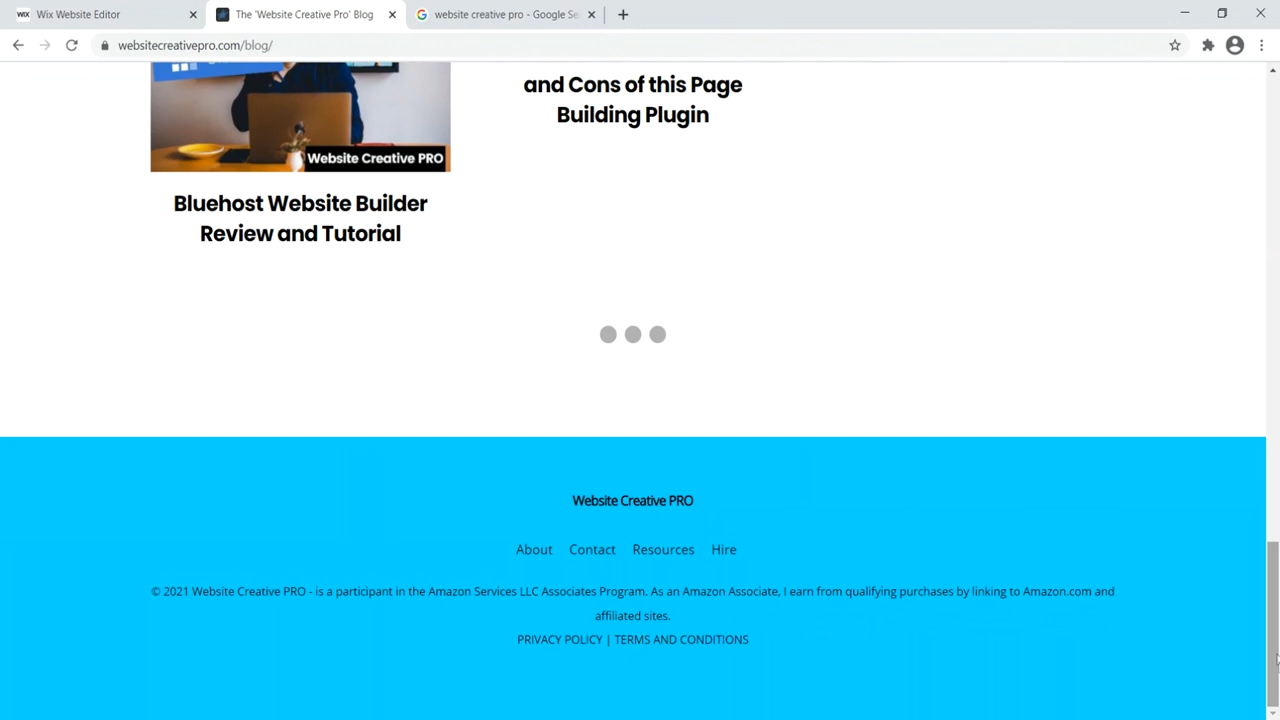 WIX Wix Website Editor
The 'Website Creative Pro' Blog
website creative pro - Google Se
websitecreativepro.com/blog/
Website Creative PRO
Bluehost Website Builder
Review and Tutorial
and Cons of this Page
Building Plugin
Website Creative PRO
About Contact Resources Hire
© 2021 Website Creative PRO - is a participant in the Amazon Services LLC Associates Program. As an Amazon Associate, I earn from qualifying purchases by linking to Amazon.com and
affiliated sites.
PRIVACY POLICY | TERMS AND CONDITIONS